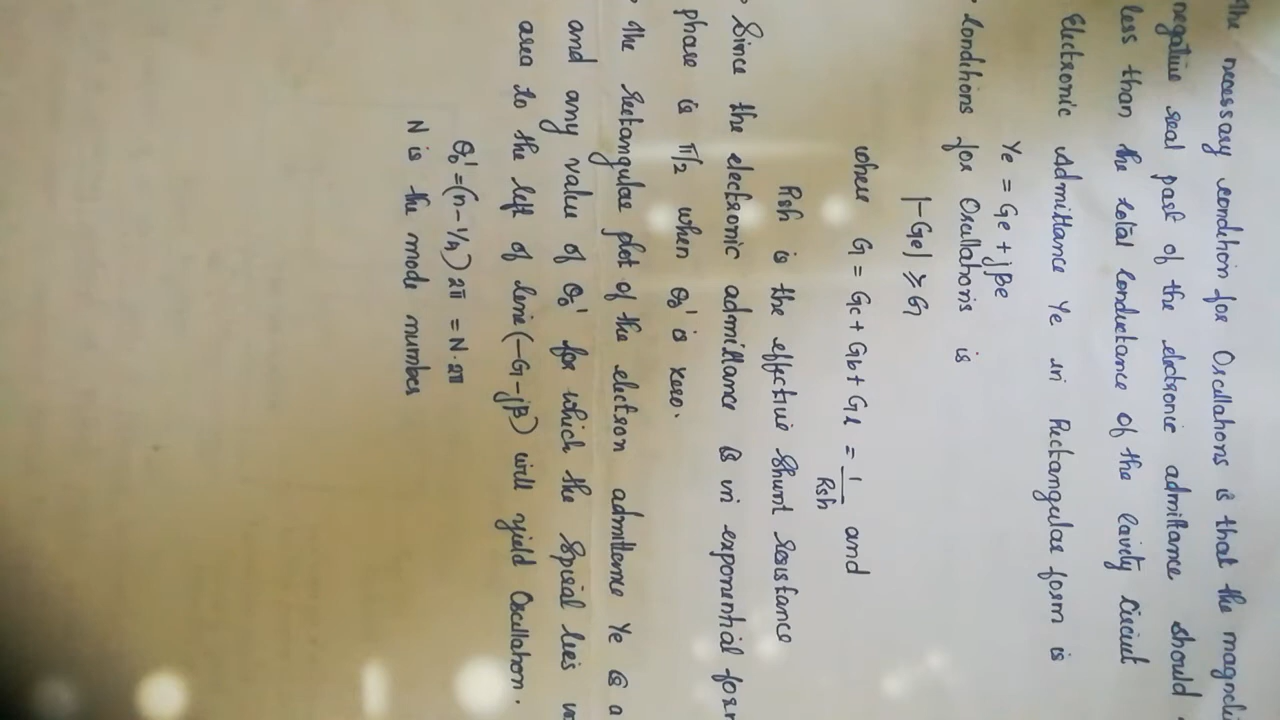 The necessary condition for Oscillations is that the magnetic
negative real part of the electronic admittance should
less than the total conductance of the cavity circuit
Electronic Admittance Ye in Rectangular form is
Ye = Ge + jBe
• Conditions for Oscillations is
|-Ge| ≥ G
where G = Gc + Gb + Gl = 1/Rsh and
Rsh is the effective shunt resistance
• Since the electronic admittance is in exponential form
phase is π/2 when θ0' is xero.
• The rectangular plot of the electron admittance Ye is a
and any value of θ0' for which the spiral lies
area to the left of line (-G-jB) will yield Oscillation.
θ0' = (n-1/n) 2π = N·2π
N is the mode number